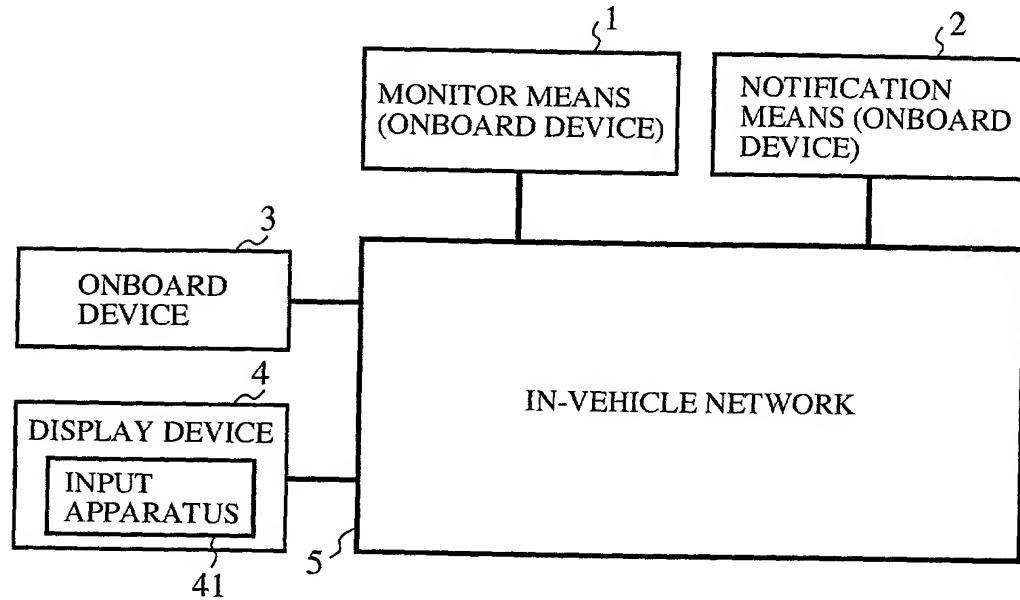 1
MONITOR MEANS
(ONBOARD DEVICE)
2
NOTIFICATION
MEANS (ONBOARD
DEVICE)
3
ONBOARD
DEVICE
4
DISPLAY DEVICE
INPUT
APPARATUS
41
5
IN-VEHICLE NETWORK